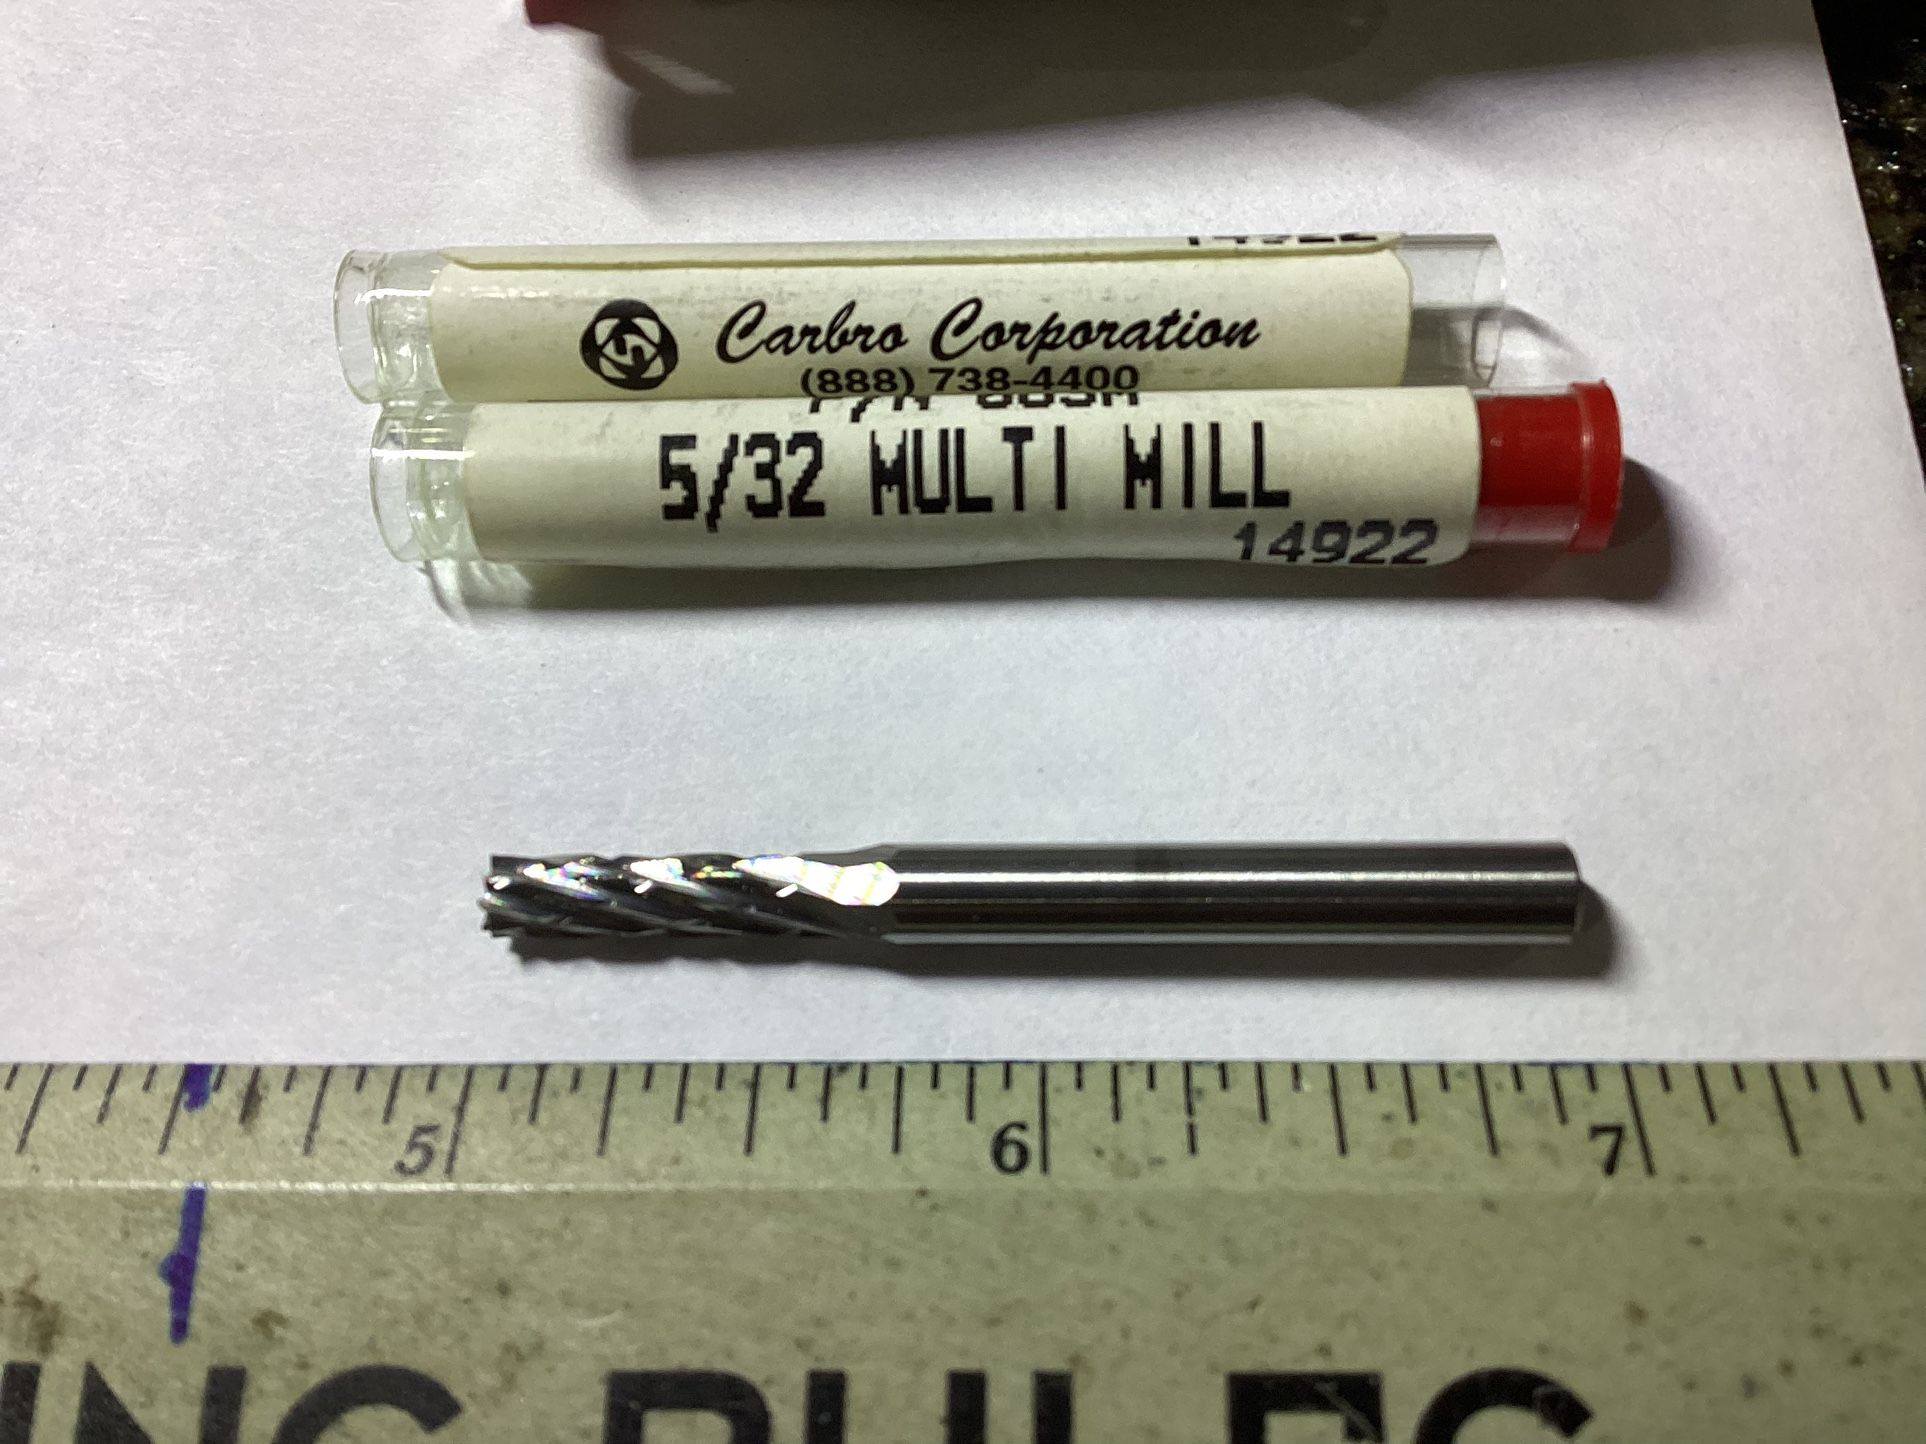 Carbro Corporation
(888) 738-4400
5/32 MULTI MILL
14922
5 6 7